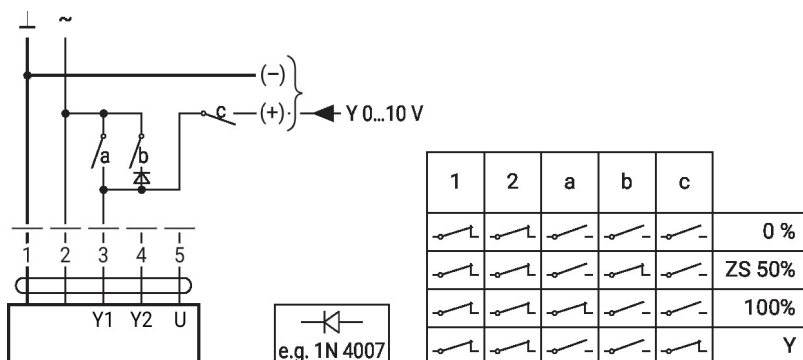 ⊥ ~
(–)
c (+) Y 0...10 V
a b
1 2 3 4 5
Y1 Y2 U
e.g. 1N 4007
1 2 a b c
0 %
ZS 50%
100%
Y